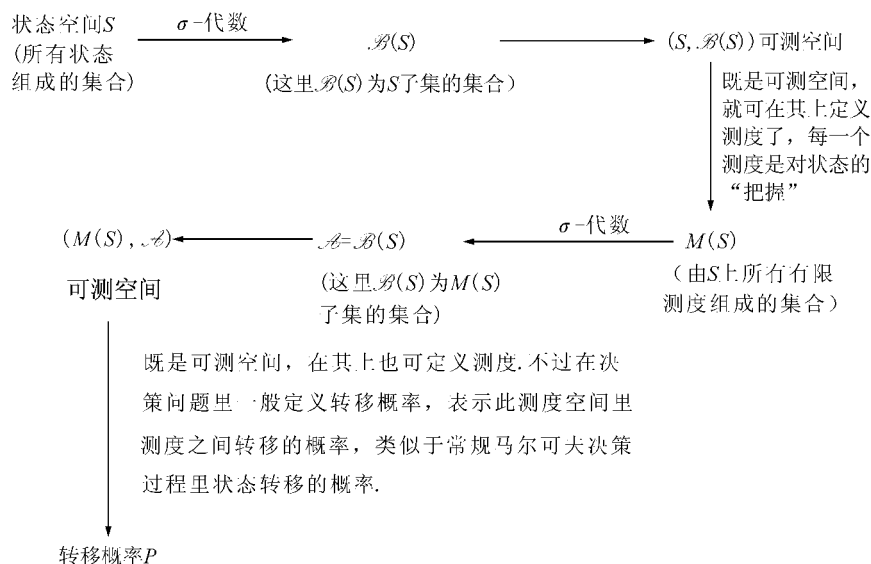 状态空间S
(所有状态
组成的集合)
σ-代数
ℬ(S)
(这里ℬ(S)为S子集的集合)
(S,ℬ(S))可测空间
既是可测空间,
就可在其上定义
测度了, 每一个
测度是对状态的
“把握”
M(S)
(由S上所有有限
测度组成的集合)
σ-代数
𝒜=ℬ(S)
(这里ℬ(S)为M(S)
子集的集合)
(M(S),𝒜)
可测空间
既是可测空间, 在其上也可定义测度.不过在决
策问题里一般定义转移概率, 表示此测度空间里
测度之间转移的概率, 类似于常规马尔可夫决策
过程里状态转移的概率.
转移概率P